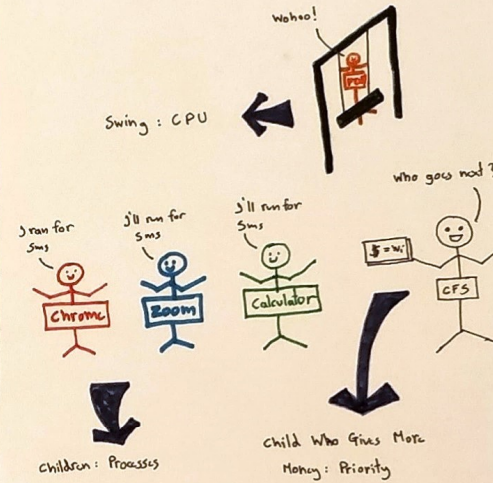 Wohoo!
Swing: CPU
Who goes next?
I ran for
5ms
I'll run for
5ms
I'll run for
5ms
Chrome
Zoom
Calculator
$ = wi
CFS
Children: Processes
Child Who Gives More
Money: Priority